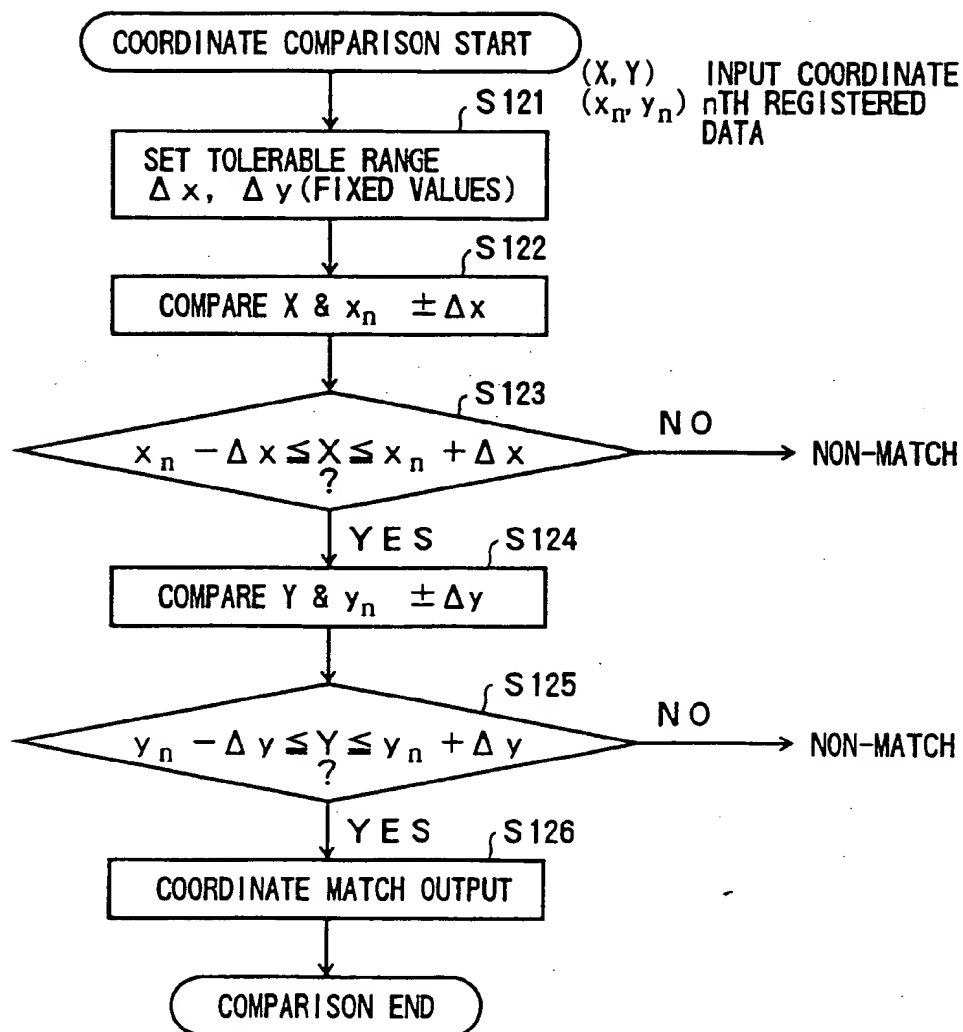 COORDINATE COMPARISON START
(X, Y) INPUT COORDINATE
(xn, yn) nTH REGISTERED
DATA
S121
SET TOLERABLE RANGE
Δx, Δy (FIXED VALUES)
S122
COMPARE X & xn ±Δx
S123
xn − Δx ≦ X ≦ xn + Δx
?
NO
NON-MATCH
YES
S124
COMPARE Y & yn ±Δy
S125
yn − Δy ≦ Y ≦ yn + Δy
?
NO
NON-MATCH
YES
S126
COORDINATE MATCH OUTPUT
COMPARISON END